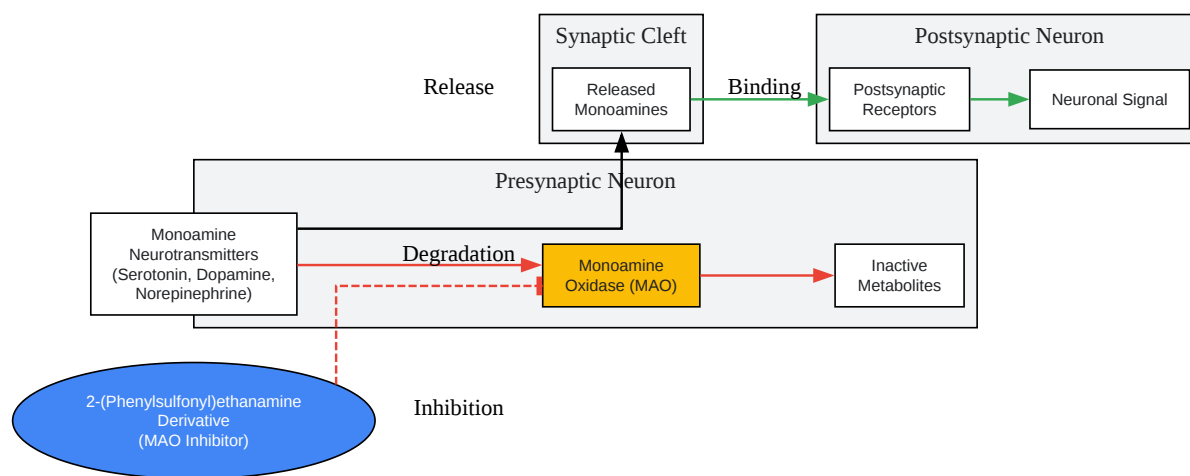 Synaptic Cleft
Postsynaptic Neuron
Release
Released
Monoamines
Binding
Postsynaptic
Receptors
Neuronal Signal
Presynaptic Neuron
Monoamine
Neurotransmitters
(Serotonin, Dopamine,
Norepinephrine)
Degradation
Monoamine
Oxidase (MAO)
Inactive
Metabolites
2-(Phenylsulfonyl)ethanamine
Derivative
(MAO Inhibitor)
Inhibition